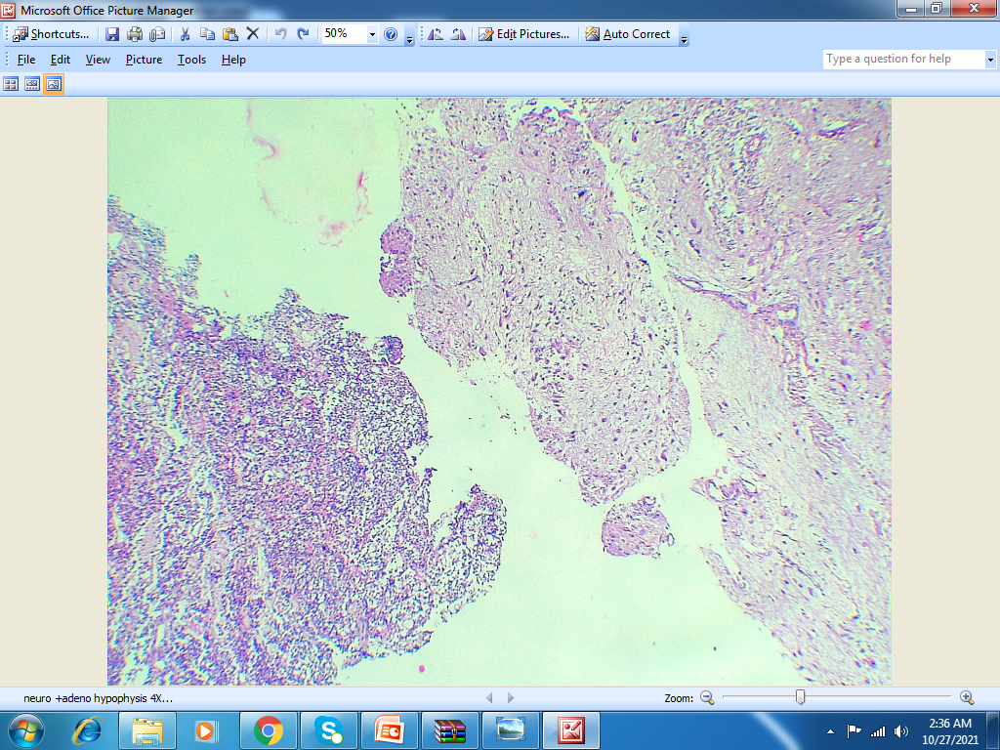 Microsoft Office Picture Manager
Shortcuts... 50% Edit Pictures... Auto Correct
File Edit View Picture Tools Help Type a question for help
neuro +adeno hypophysis 4X... Zoom:
2:36 AM
10/27/2021